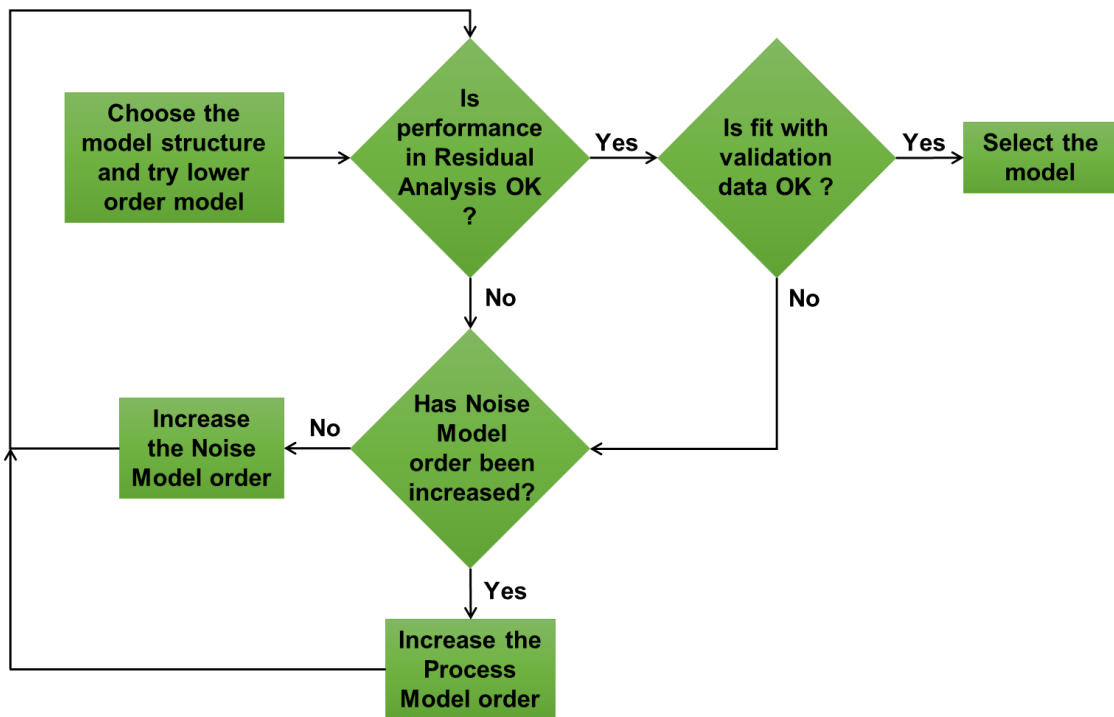 Choose the
model structure
and try lower
order model
Is
performance
in Residual
Analysis OK
?
Yes
Is fit with
validation
data OK ?
Yes
Select the
model
No
No
Has Noise
Model
order been
increased?
No
Increase
the Noise
Model order
Yes
Increase the
Process
Model order